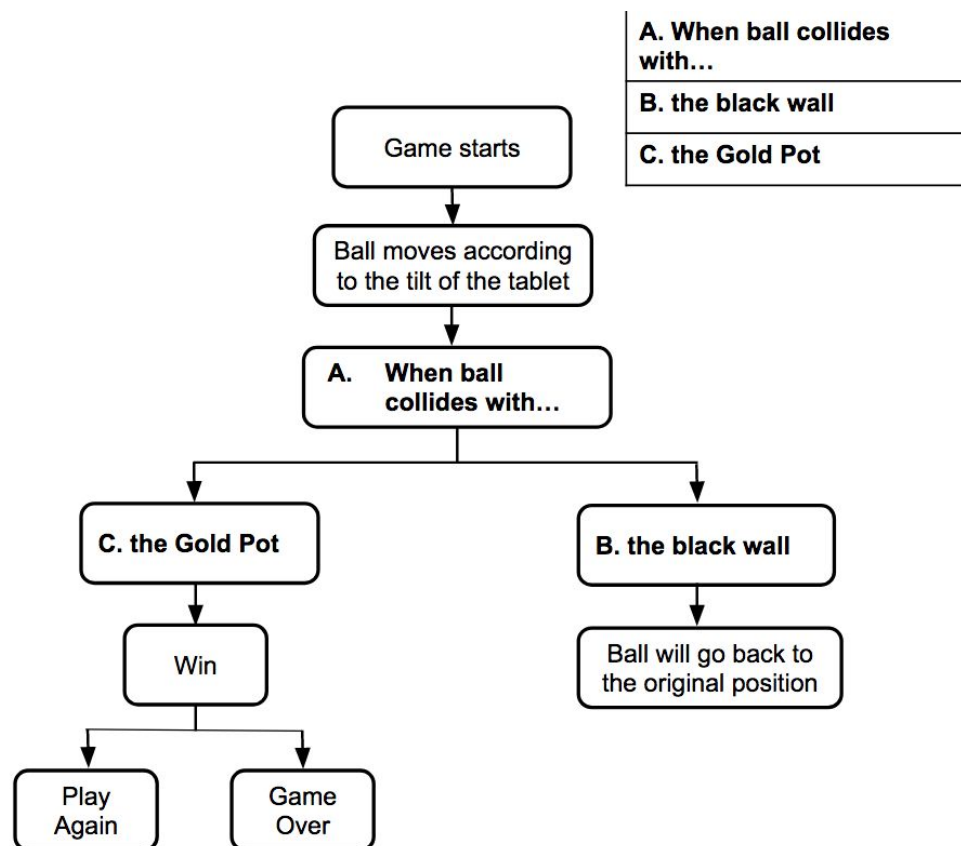 A. When ball collides
with…
B. the black wall
C. the Gold Pot
Game starts
Ball moves according
to the tilt of the tablet
A. When ball
collides with…
C. the Gold Pot
B. the black wall
Win
Ball will go back to
the original position
Play
Again
Game
Over